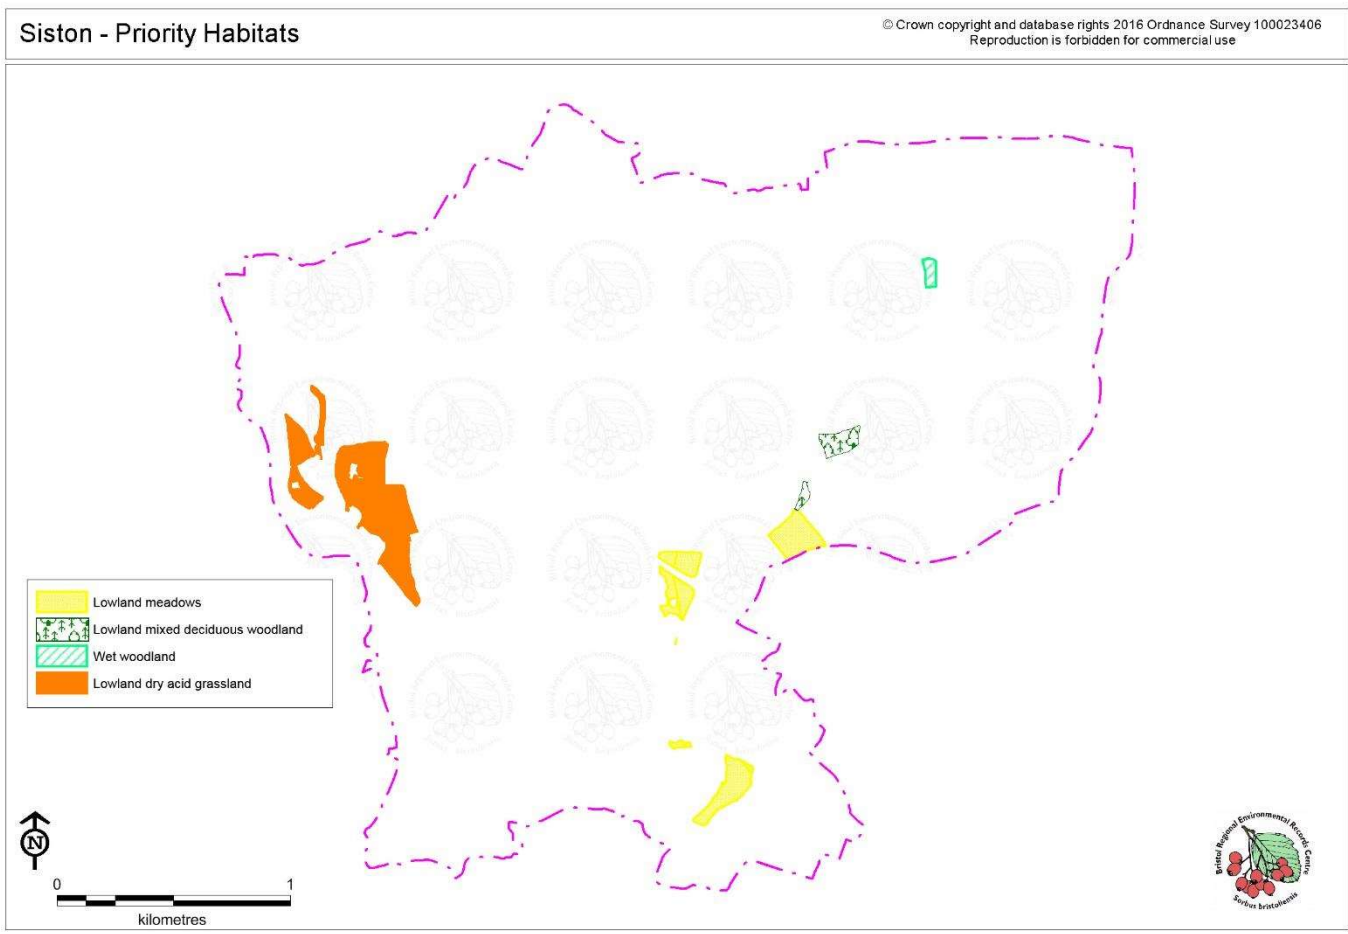 Siston - Priority Habitats
© Crown copyright and database rights 2016 Ordnance Survey 100023406
Reproduction is forbidden for commercial use
Lowland meadows
Lowland mixed deciduous woodland
Wet woodland
Lowland dry acid grassland
N
0 1
kilometres
Bristol Regional Environmental Records Centre
Sorbus bristoliensis